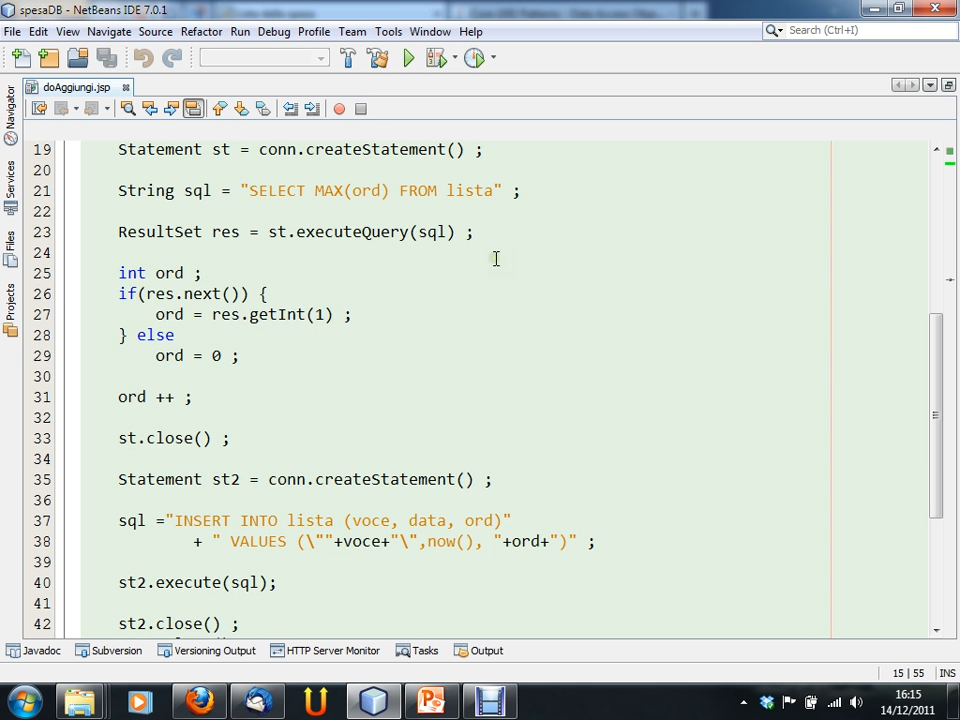 spesaDB - NetBeans IDE 7.0.1
File Edit View Navigate Source Refactor Run Debug Profile Team Tools Window Help
Search (Ctrl+I)
doAggiungi.jsp
Navigator
Services
Files
Projects
19 Statement st = conn.createStatement() ;
20
21 String sql = "SELECT MAX(ord) FROM lista" ;
22
23 ResultSet res = st.executeQuery(sql) ;
24
25 int ord ;
26 if(res.next()) {
27 ord = res.getInt(1) ;
28 } else
29 ord = 0 ;
30
31 ord ++ ;
32
33 st.close() ;
34
35 Statement st2 = conn.createStatement() ;
36
37 sql ="INSERT INTO lista (voce, data, ord)"
38 + " VALUES (\""+voce+"\",now(), "+ord+")" ;
39
40 st2.execute(sql);
41
42 st2.close() ;
Javadoc Subversion Versioning Output HTTP Server Monitor Tasks Output
15 | 55 INS
16:15
14/12/2011